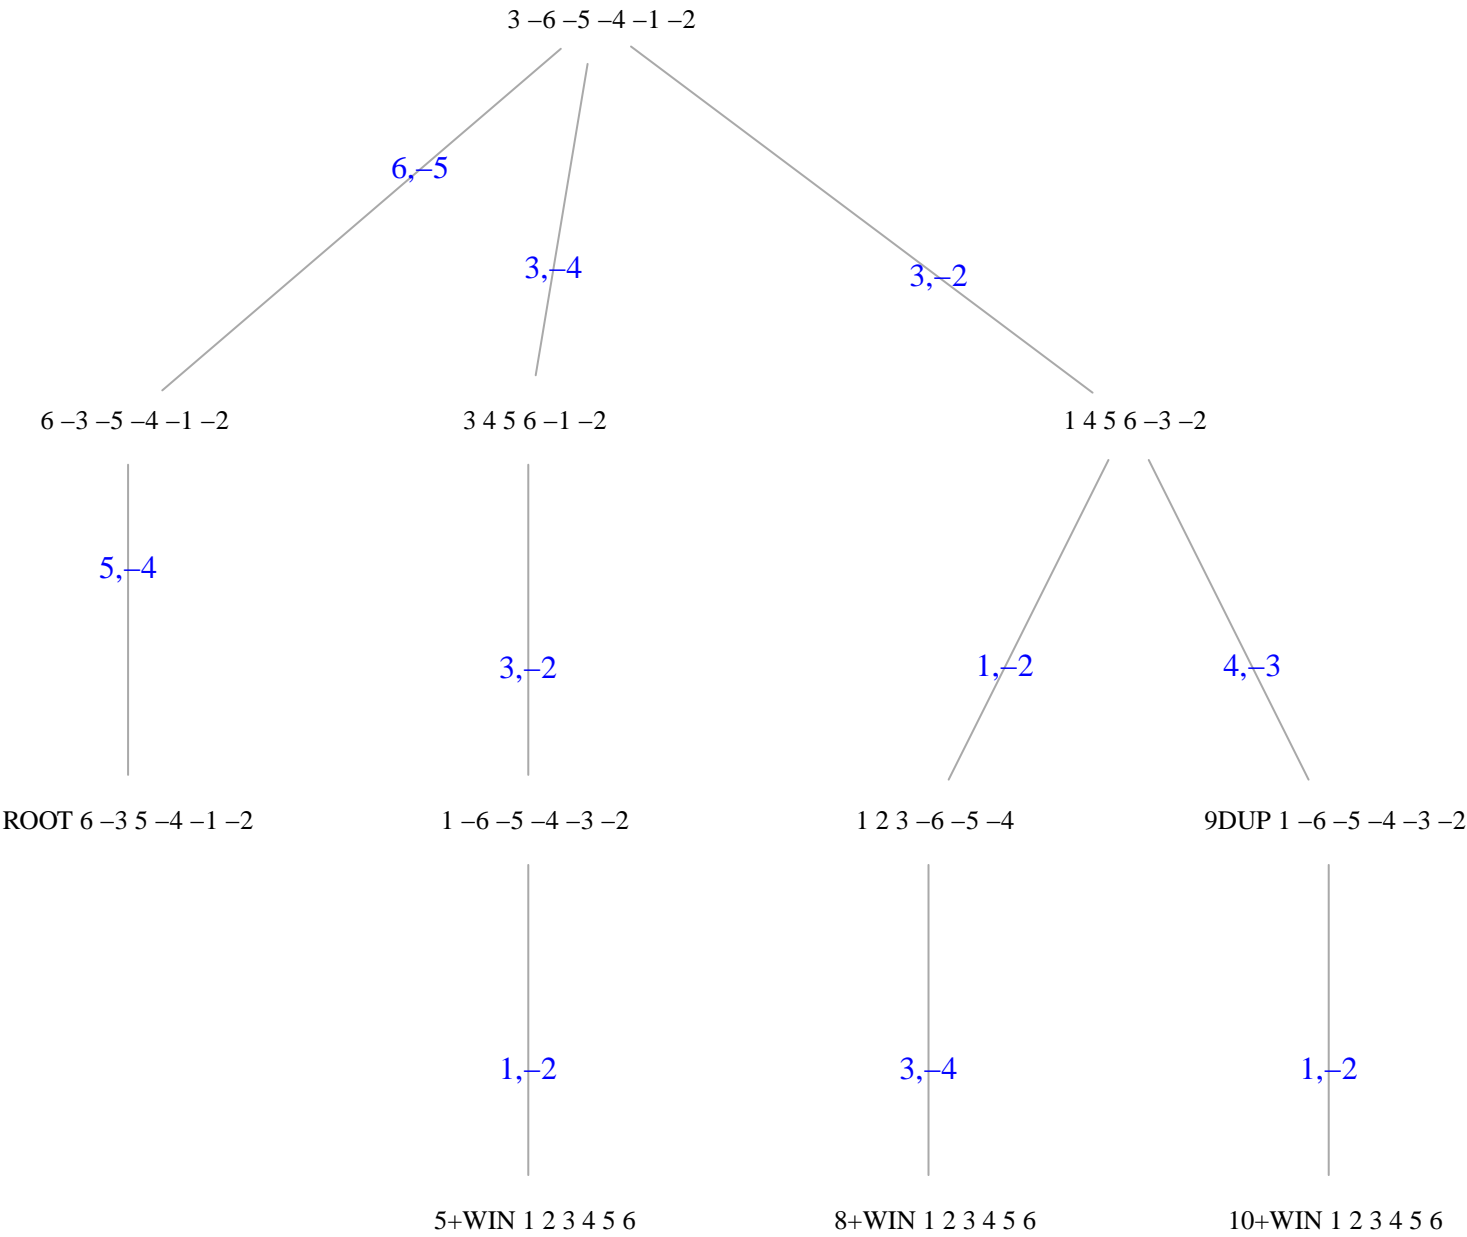 3 –6 –5 –4 –1 –2
6,–5
3,–4
3,–2
6 –3 –5 –4 –1 –2
3 4 5 6 –1 –2
1 4 5 6 –3 –2
5,–4
3,–2
1,–2
4,–3
ROOT 6 –3 5 –4 –1 –2
1 –6 –5 –4 –3 –2
1 2 3 –6 –5 –4
9DUP 1 –6 –5 –4 –3 –2
1,–2
3,–4
1,–2
5+WIN 1 2 3 4 5 6
8+WIN 1 2 3 4 5 6
10+WIN 1 2 3 4 5 6